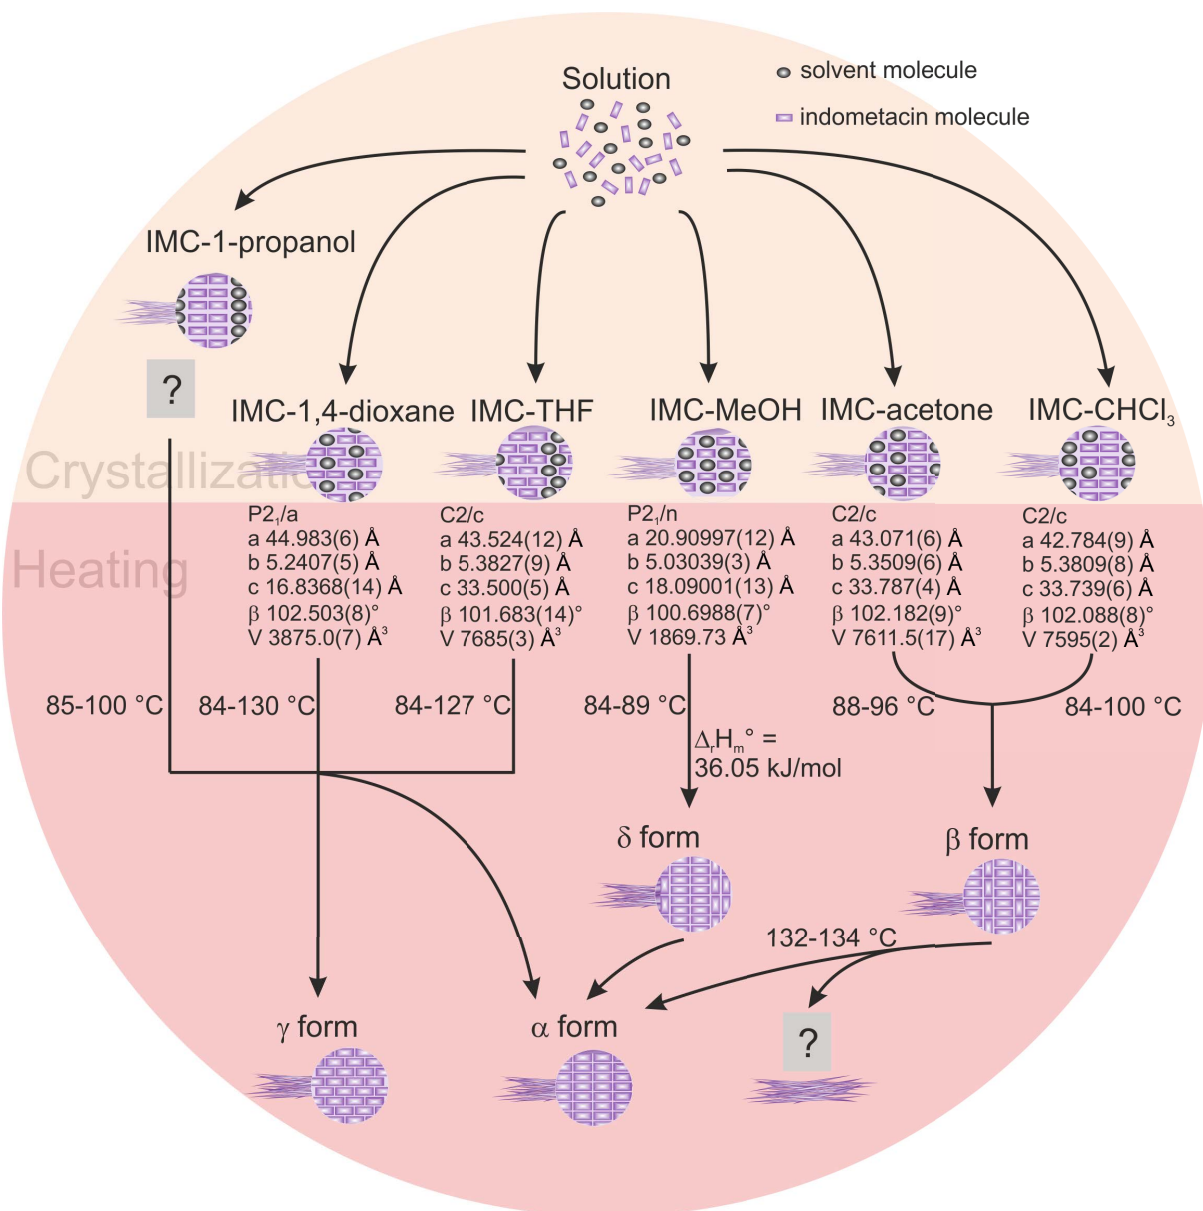 Solution
solvent molecule
indometacin molecule
IMC-1-propanol
?
IMC-1,4-dioxane
IMC-THF
IMC-MeOH
IMC-acetone
IMC-CHCl₃
Crystallizatio
Heating
P2₁/a
a 44.983(6) Å
b 5.2407(5) Å
c 16.8368(14) Å
β 102.503(8)°
V 3875.0(7) Å³
C2/c
a 43.524(12) Å
b 5.3827(9) Å
c 33.500(5) Å
β 101.683(14)°
V 7685(3) Å³
P2₁/n
a 20.90997(12) Å
b 5.03039(3) Å
c 18.09001(13) Å
β 100.6988(7)°
V 1869.73 Å³
C2/c
a 43.071(6) Å
b 5.3509(6) Å
c 33.787(4) Å
β 102.182(9)°
V 7611.5(17) Å³
C2/c
a 42.784(9) Å
b 5.3809(8) Å
c 33.739(6) Å
β 102.088(8)°
V 7595(2) Å³
85-100 °C
84-130 °C
84-127 °C
84-89 °C
88-96 °C
84-100 °C
ΔᵣHₘ° =
36.05 kJ/mol
δ form
β form
132-134 °C
γ form
α form
?